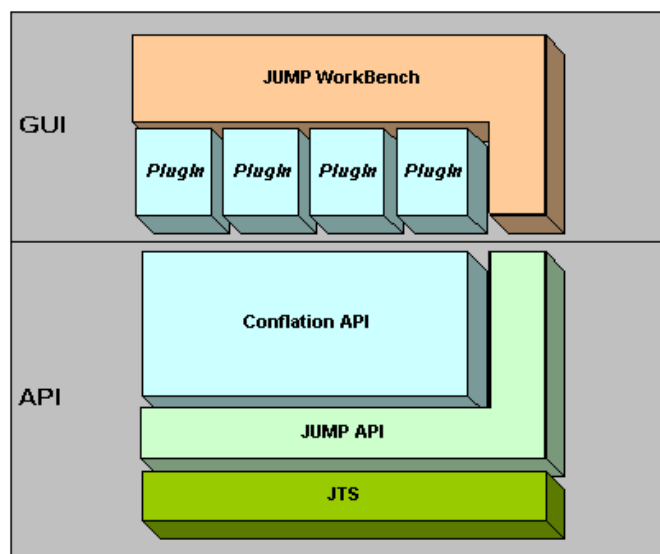 JUMP WorkBench
GUI
PlugIn PlugIn PlugIn PlugIn
Conflation API
API
JUMP API
JTS